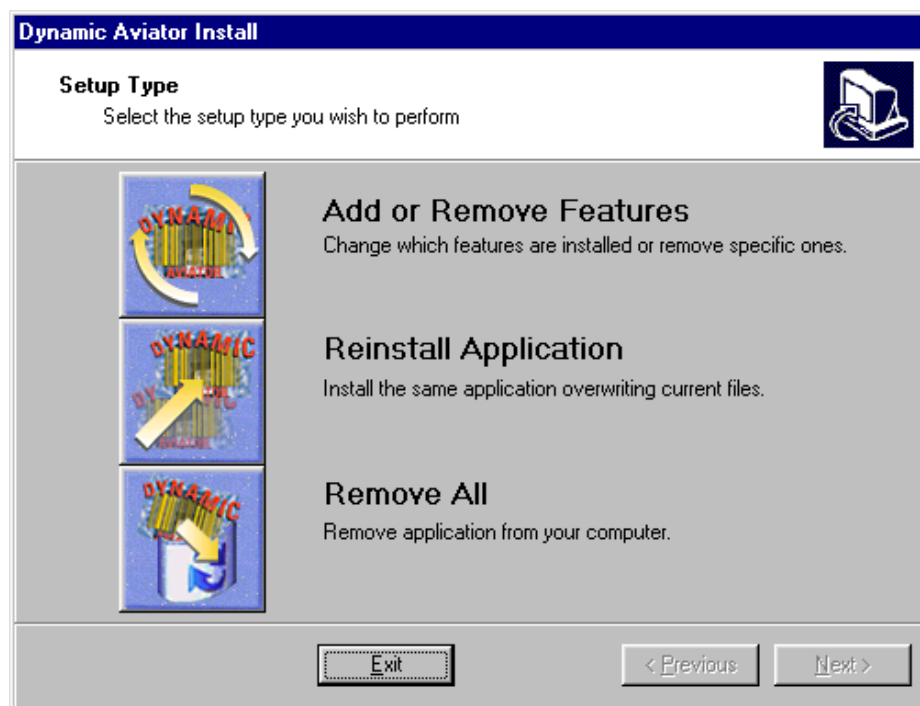 Dynamic Aviator Install
Setup Type
Select the setup type you wish to perform
DYNAMIC
AVIATOR
Add or Remove Features
Change which features are installed or remove specific ones.
DYNAMIC
AVIATOR
Reinstall Application
Install the same application overwriting current files.
DYNAMIC
Remove All
Remove application from your computer.
Exit
< Previous
Next >